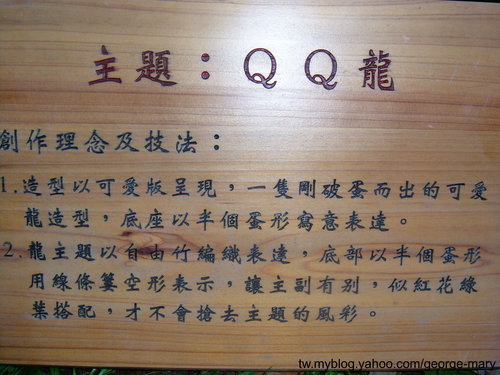 主題：QQ龍
創作理念及技法：
1.造型以可愛版呈現，一隻剛破蛋而出的可愛
龍造型，底座以半個蛋形寓意表達。
2.龍主題以自由竹編織表達，底部以半個蛋形
用線條簍空形表示，讓主副有別，似紅花綠
葉搭配，才不會搶去主題的風彩。
tw.myblog.yahoo.com/george-mary